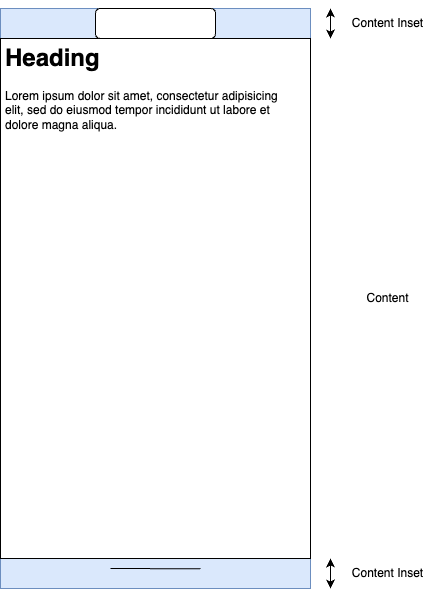 Content Inset
Heading
Lorem ipsum dolor sit amet, consectetur adipisicing
elit, sed do eiusmod tempor incididunt ut labore et
dolore magna aliqua.
Content
Content Inset